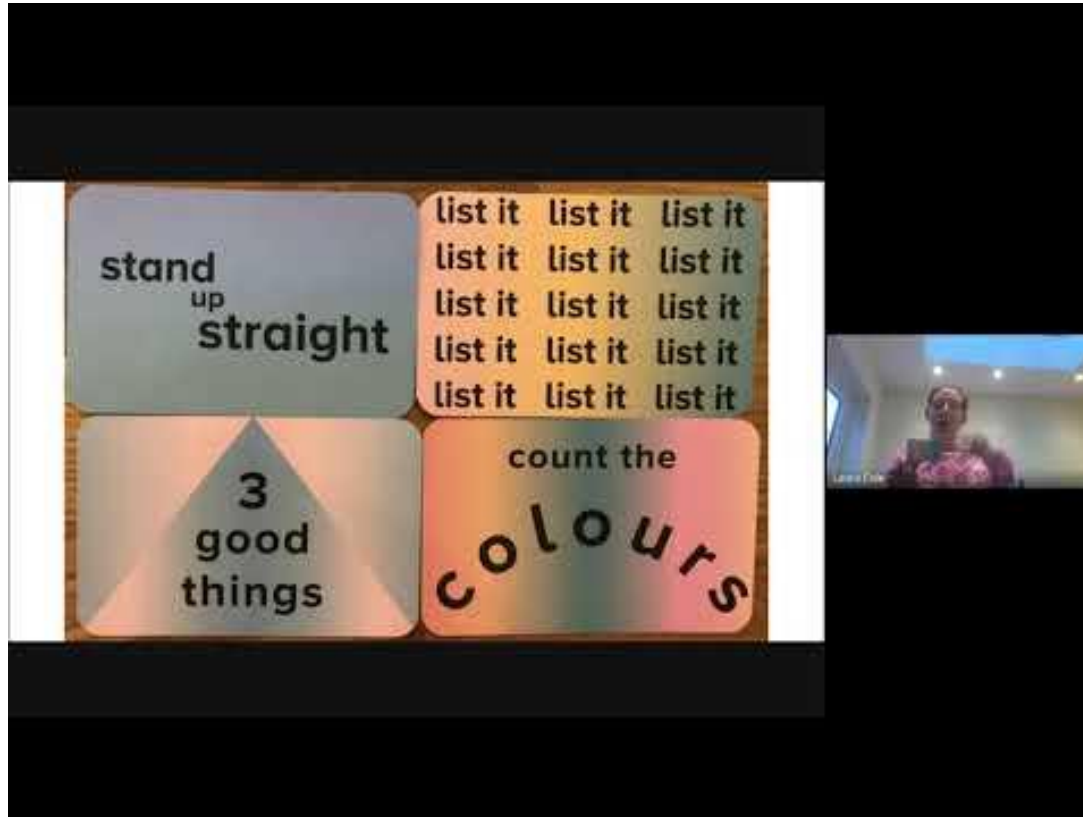 stand
up
straight
list it list it list it
list it list it list it
list it list it list it
list it list it list it
list it list it list it
3
good
things
count the
colours